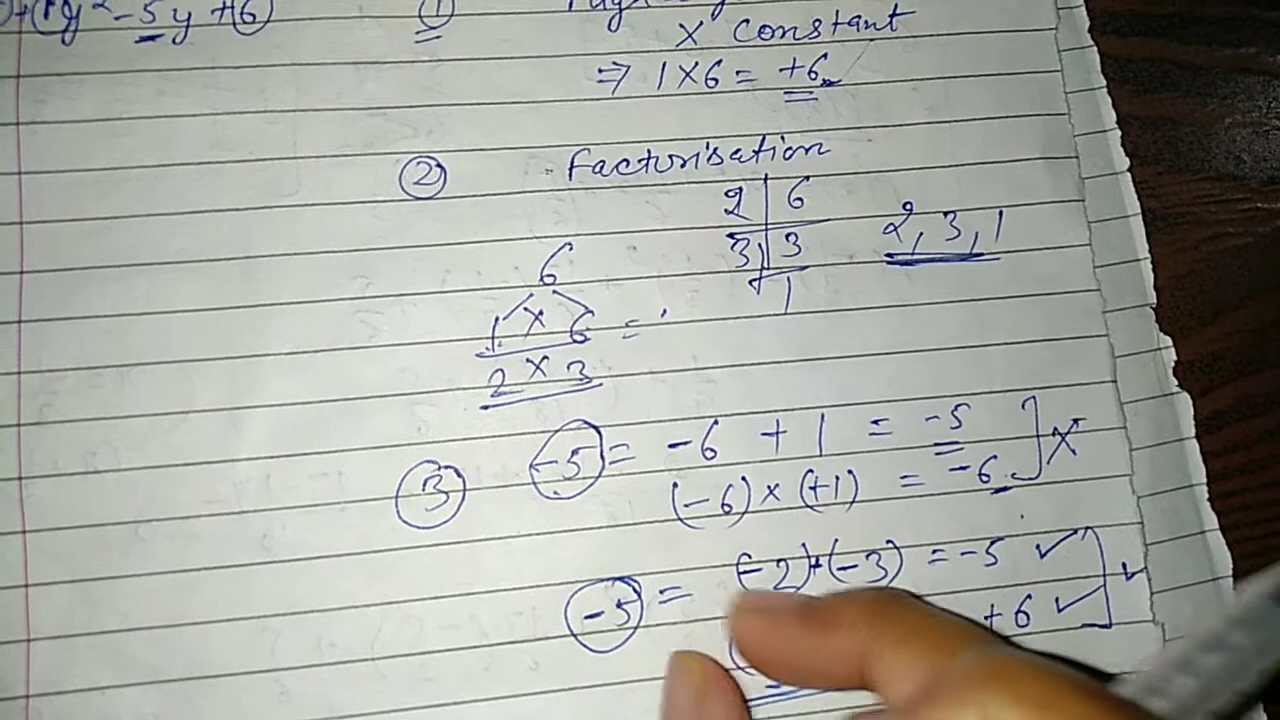 y² - 5y + 6) ①
x constant
⇒ 1 x 6 = +6
② Factorisation
2 | 6
3 | 3
1
2, 3, 1
6
1 x 6 =
2 x 3
③ -5 = -6 + 1 = -5
(-6) x (+1) = -6 ] X
-5 = (-2)+(-3) = -5 ✓
+6 ✓ ] ✓